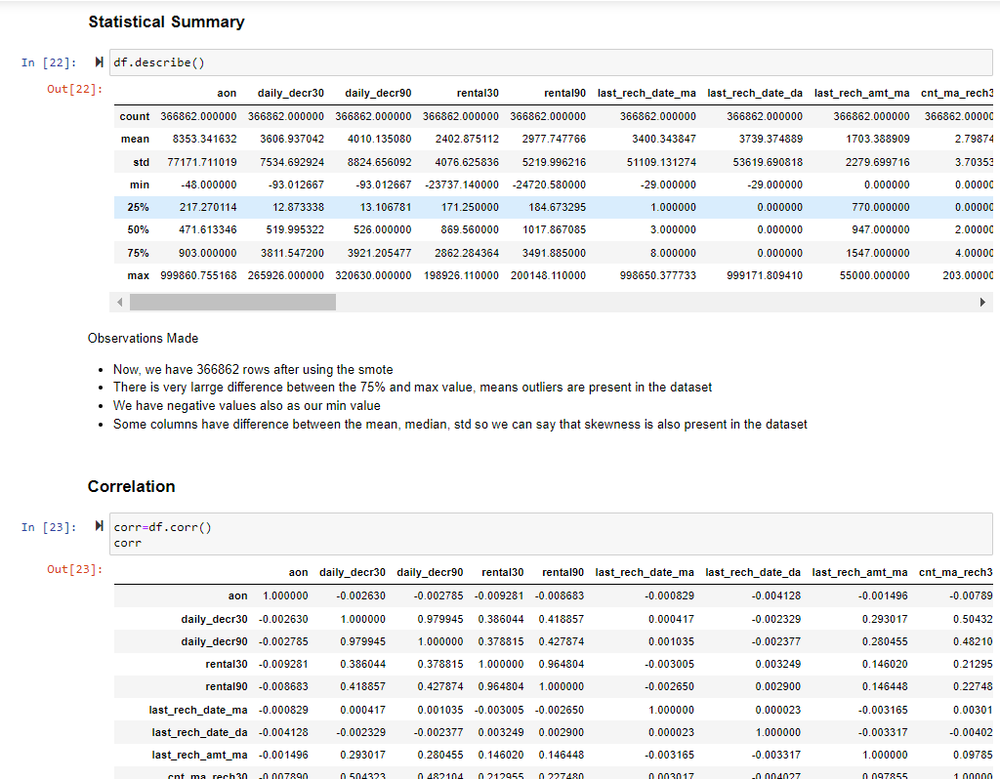 Statistical Summary
In [22]: df.describe()
Out[22]:
aon daily_decr30 daily_decr90 rental30 rental90 last_rech_date_ma last_rech_date_da last_rech_amt_ma cnt_ma_rech3
count 366862.000000 366862.000000 366862.000000 366862.000000 366862.000000 366862.000000 366862.000000 366862.000000 366862.00000
mean 8353.341632 3606.937042 4010.135080 2402.875112 2977.747766 3400.343847 3739.374889 1703.388909 2.79874
std 77171.711019 7534.692924 8824.656092 4076.625836 5219.996216 51109.131274 53619.690818 2279.699716 3.70353
min -48.000000 -93.012667 -93.012667 -23737.140000 -24720.580000 -29.000000 -29.000000 0.000000 0.00000
25% 217.270114 12.873338 13.106781 171.250000 184.673295 1.000000 0.000000 770.000000 0.00000
50% 471.613346 519.995322 526.000000 869.560000 1017.867085 3.000000 0.000000 947.000000 2.00000
75% 903.000000 3811.547200 3921.205477 2862.284364 3491.885000 8.000000 0.000000 1547.000000 4.00000
max 999860.755168 265926.000000 320630.000000 198926.110000 200148.110000 998650.377733 999171.809410 55000.000000 203.00000
Observations Made
• Now, we have 366862 rows after using the smote
• There is very larrge difference between the 75% and max value, means outliers are present in the dataset
• We have negative values also as our min value
• Some columns have difference between the mean, median, std so we can say that skewness is also present in the dataset
Correlation
In [23]: corr=df.corr()
corr
Out[23]:
aon daily_decr30 daily_decr90 rental30 rental90 last_rech_date_ma last_rech_date_da last_rech_amt_ma cnt_ma_rech3
aon 1.000000 -0.002630 -0.002785 -0.009281 -0.008683 -0.000829 -0.004128 -0.001496 -0.00789
daily_decr30 -0.002630 1.000000 0.979945 0.386044 0.418857 0.000417 -0.002329 0.293017 0.50432
daily_decr90 -0.002785 0.979945 1.000000 0.378815 0.427874 0.001035 -0.002377 0.280455 0.48210
rental30 -0.009281 0.386044 0.378815 1.000000 0.964804 -0.003005 0.003249 0.146020 0.21295
rental90 -0.008683 0.418857 0.427874 0.964804 1.000000 -0.002650 0.002900 0.146448 0.22748
last_rech_date_ma -0.000829 0.000417 0.001035 -0.003005 -0.002650 1.000000 0.000023 -0.003165 0.00301
last_rech_date_da -0.004128 -0.002329 -0.002377 0.003249 0.002900 0.000023 1.000000 -0.003317 -0.00402
last_rech_amt_ma -0.001496 0.293017 0.280455 0.146020 0.146448 -0.003165 -0.003317 1.000000 0.09785
cnt_ma_rech30 -0.007890 0.504323 0.482104 0.212955 0.227480 0.003017 -0.004027 0.097855 1.00000